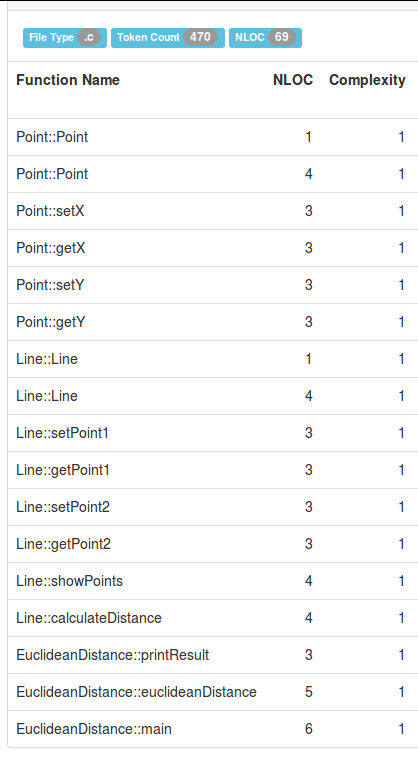 File Type .c Token Count 470 NLOC 69
Function Name NLOC Complexity
Point::Point 1 1
Point::Point 4 1
Point::setX 3 1
Point::getX 3 1
Point::setY 3 1
Point::getY 3 1
Line::Line 1 1
Line::Line 4 1
Line::setPoint1 3 1
Line::getPoint1 3 1
Line::setPoint2 3 1
Line::getPoint2 3 1
Line::showPoints 4 1
Line::calculateDistance 4 1
EuclideanDistance::printResult 3 1
EuclideanDistance::euclideanDistance 5 1
EuclideanDistance::main 6 1